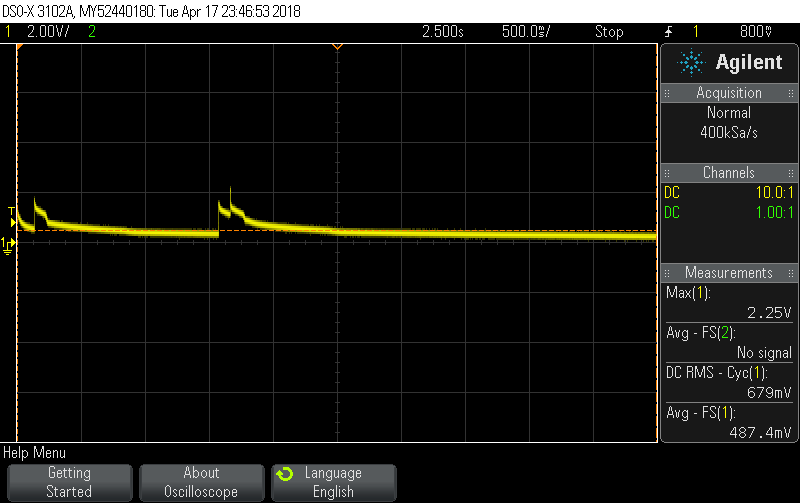 DSO-X 3102A, MY52440180: Tue Apr 17 23:46:53 2018
1 2.00V/ 2 2.500s 500.0ms/ Stop 1 800mV
Agilent
Acquisition
Normal
400kSa/s
Channels
DC 10.0:1
DC 1.00:1
Measurements
Max(1):
2.25V
Avg - FS(2):
No signal
DC RMS - Cyc(1):
679mV
Avg - FS(1):
487.4mV
T
1
Help Menu
Getting
Started
About
Oscilloscope
Language
English